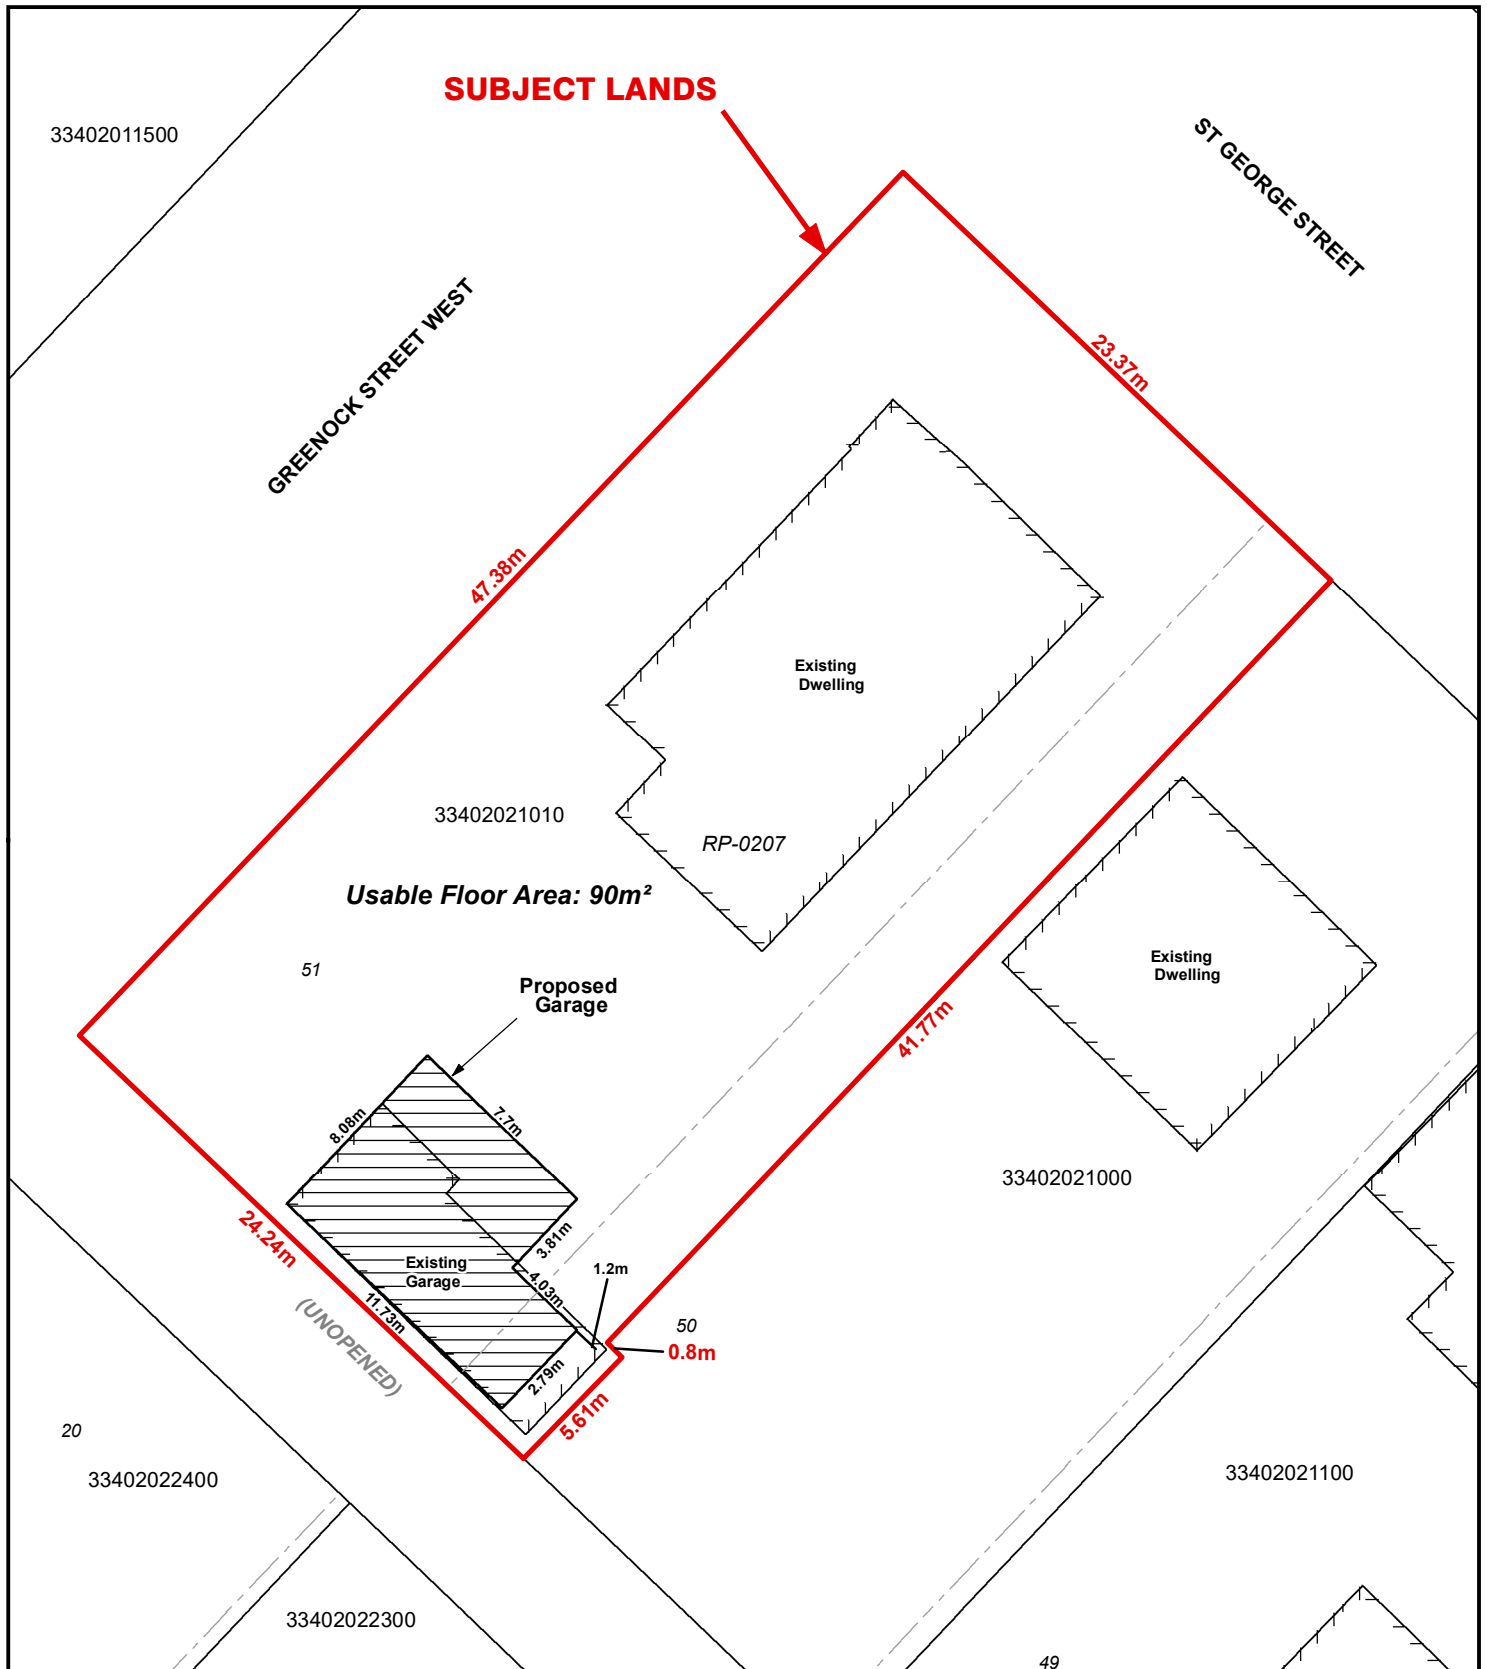 SUBJECT LANDS
33402011500
ST GEORGE STREET
GREENOCK STREET WEST
23.37m
47.38m
Existing
Dwelling
33402021010
RP-0207
Usable Floor Area: 90m²
51
Proposed
Garage
Existing
Dwelling
41.77m
8.08m
7.7m
33402021000
24.24m
3.81m
Existing
Garage
1.2m
4.03m
11.73m
(UNOPENED)
50
0.8m
2.79m
5.61m
20
33402022400
33402021100
33402022300
49